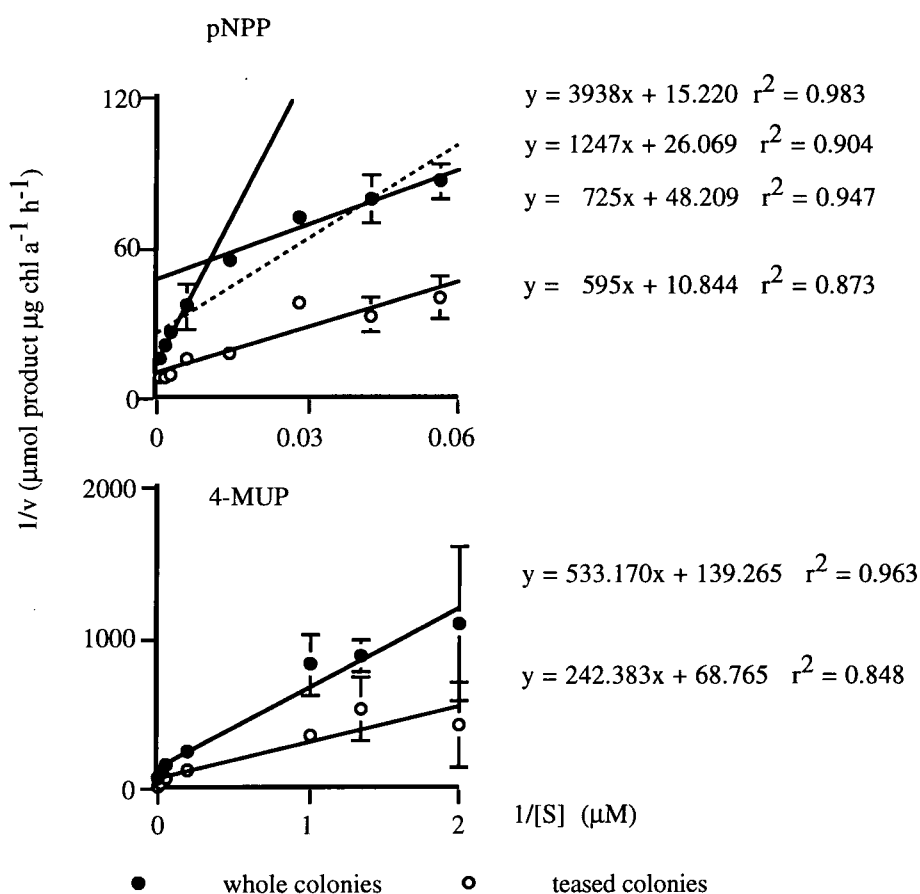 pNPP
120
60
0
0
0.03
0.06
y = 3938x + 15.220 r² = 0.983
y = 1247x + 26.069 r² = 0.904
y = 725x + 48.209 r² = 0.947
y = 595x + 10.844 r² = 0.873
1/v (µmol product µg chl a⁻¹ h⁻¹)
4-MUP
2000
1000
0
0
1
2
1/[S] (µM)
y = 533.170x + 139.265 r² = 0.963
y = 242.383x + 68.765 r² = 0.848
● whole colonies ○ teased colonies